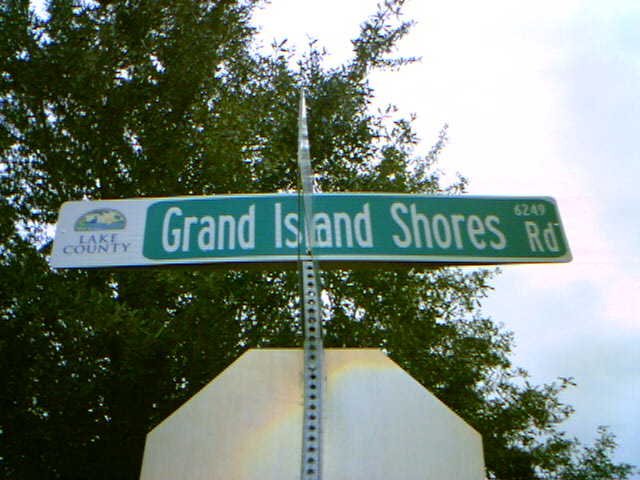 LAKE
COUNTY
Grand Island Shores Rd
6249